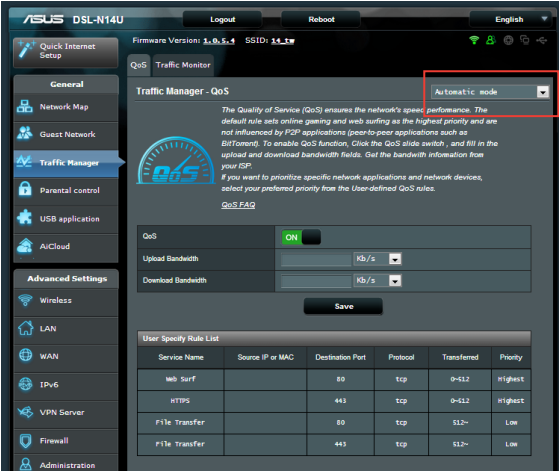 ASUS DSL-N14U
Logout
Reboot
English
Quick Internet
Setup
Firmware Version: 1.0.5.4 SSID: 14_tw
QoS
Traffic Monitor
General
Network Map
Guest Network
Traffic Manager
Parental control
USB application
AiCloud
Advanced Settings
Wireless
LAN
WAN
IPv6
VPN Server
Firewall
Administration
Traffic Manager - QoS
Automatic mode
The Quality of Service (QoS) ensures the network's speed performance. The
default rule sets online gaming and web surfing as the highest priority and are
not influenced by P2P applications (peer-to-peer applications such as
BitTorrent). To enable QoS function, Click the QoS slide switch , and fill in the
upload and download bandwidth fields. Get the bandwith infomation from
your ISP.
If you want to prioritize specific network applications and network devices,
select your preferred priority from the User-defined QoS rules.
QoS FAQ
QoS
QoS
ON
Upload Bandwidth
Kb/s
Download Bandwidth
Kb/s
Save
User Specify Rule List
Service Name Source IP or MAC Destination Port Protocol Transferred Priority
Web Surf 80 tcp 0~512 Highest
HTTPS 443 tcp 0~512 Highest
File Transfer 80 tcp 512~ Low
File Transfer 443 tcp 512~ Low